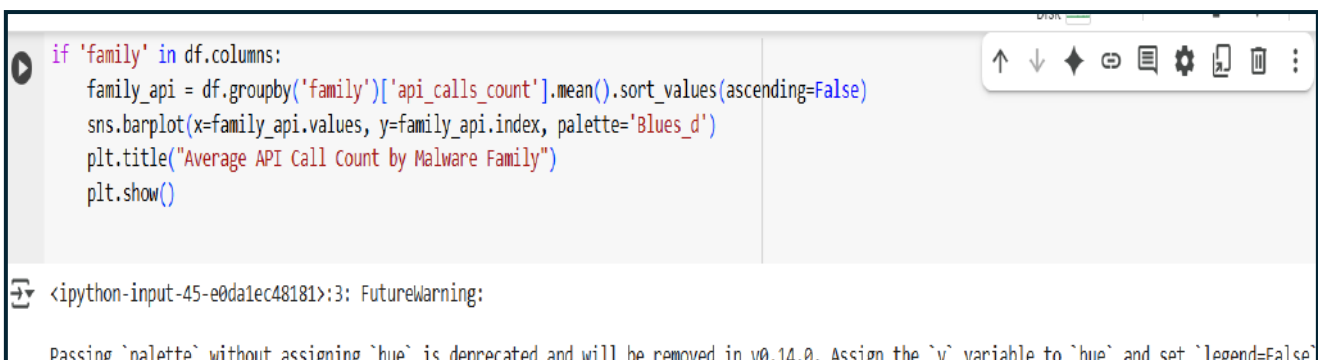 Disk
if 'family' in df.columns:
    family_api = df.groupby('family')['api_calls_count'].mean().sort_values(ascending=False)
    sns.barplot(x=family_api.values, y=family_api.index, palette='Blues_d')
    plt.title("Average API Call Count by Malware Family")
    plt.show()
<ipython-input-45-e0da1ec48181>:3: FutureWarning:
Passing `palette` without assigning `hue` is deprecated and will be removed in v0.14.0. Assign the `y` variable to `hue` and set `legend=False`